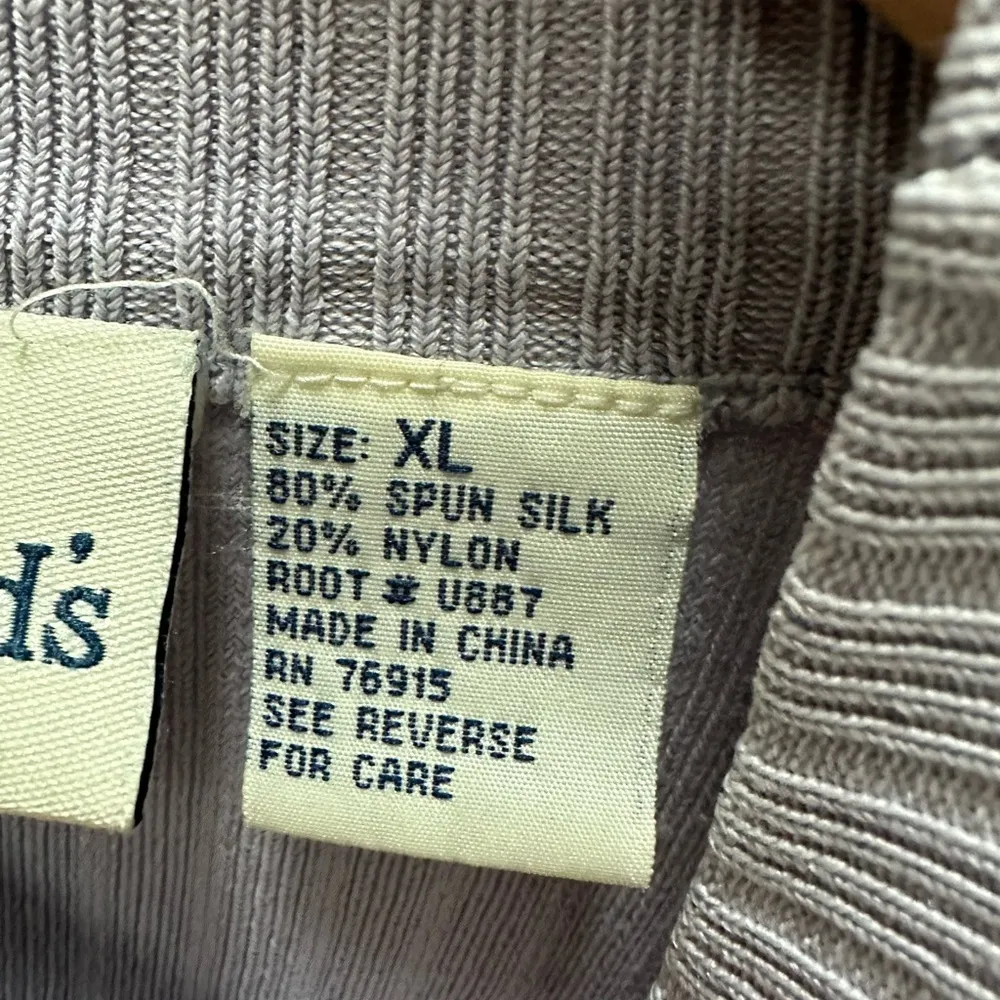 d's
SIZE: XL
80% SPUN SILK
20% NYLON
ROOT # U887
MADE IN CHINA
RN 76915
SEE REVERSE
FOR CARE